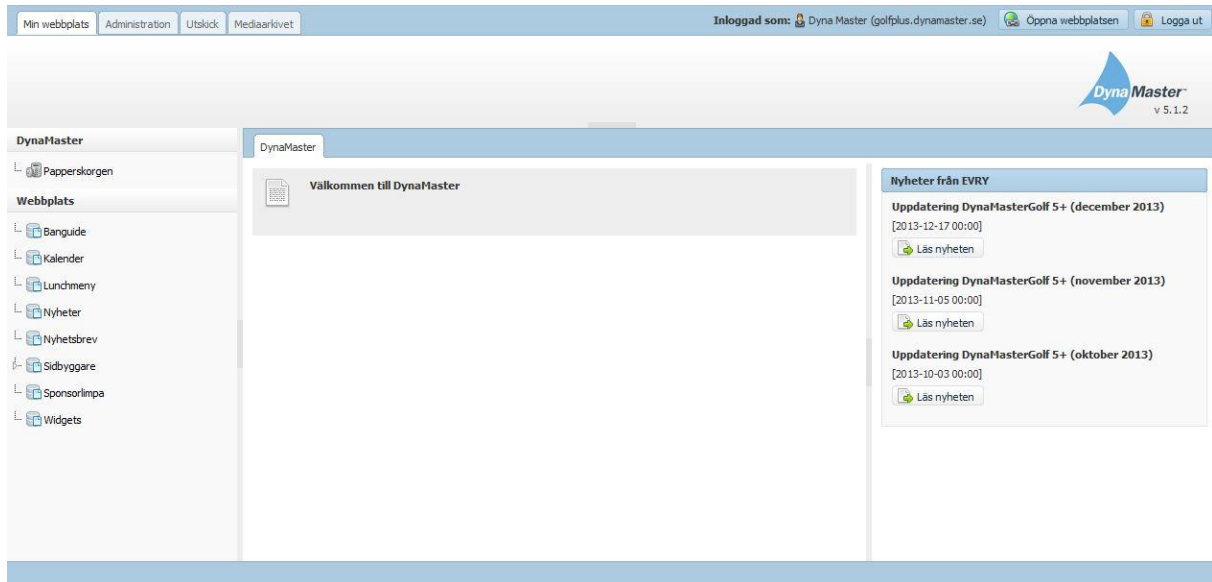 Min webbplats Administration Utskick Mediaarkivet Inloggad som: Dyna Master (golfplus.dynamaster.se) Öppna webbplatsen Logga ut
Dyna Master™
v 5.1.2
DynaMaster
Papperskorgen
Webbplats
Banguide
Kalender
Lunchmeny
Nyheter
Nyhetsbrev
Sidbyggare
Sponsorlimpa
Widgets
DynaMaster
Välkommen till DynaMaster
Nyheter från EVRY
Uppdatering DynaMasterGolf 5+ (december 2013)
[2013-12-17 00:00]
Läs nyheten
Uppdatering DynaMasterGolf 5+ (november 2013)
[2013-11-05 00:00]
Läs nyheten
Uppdatering DynaMasterGolf 5+ (oktober 2013)
[2013-10-03 00:00]
Läs nyheten